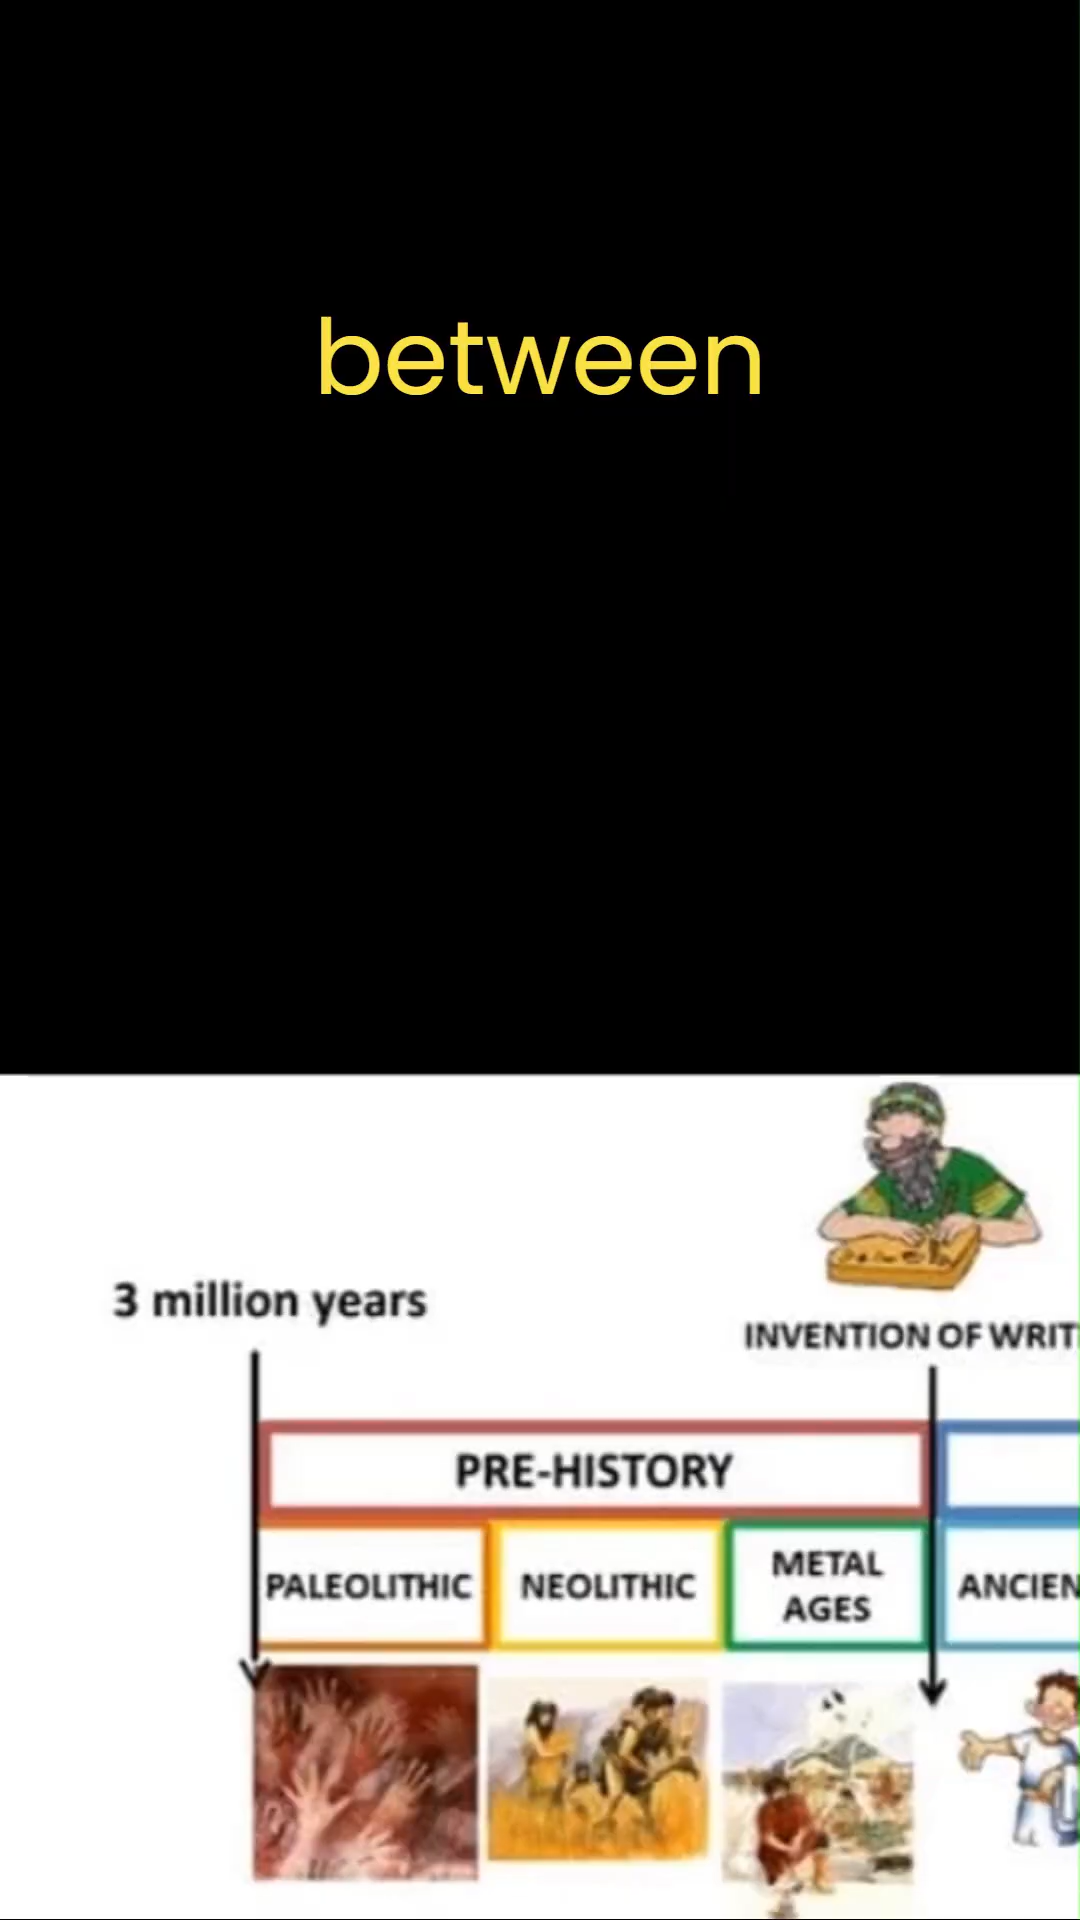 between
3 million years
INVENTION OF WRIT
PRE-HISTORY
PALEOLITHIC
NEOLITHIC
METAL
AGES
ANCIEN